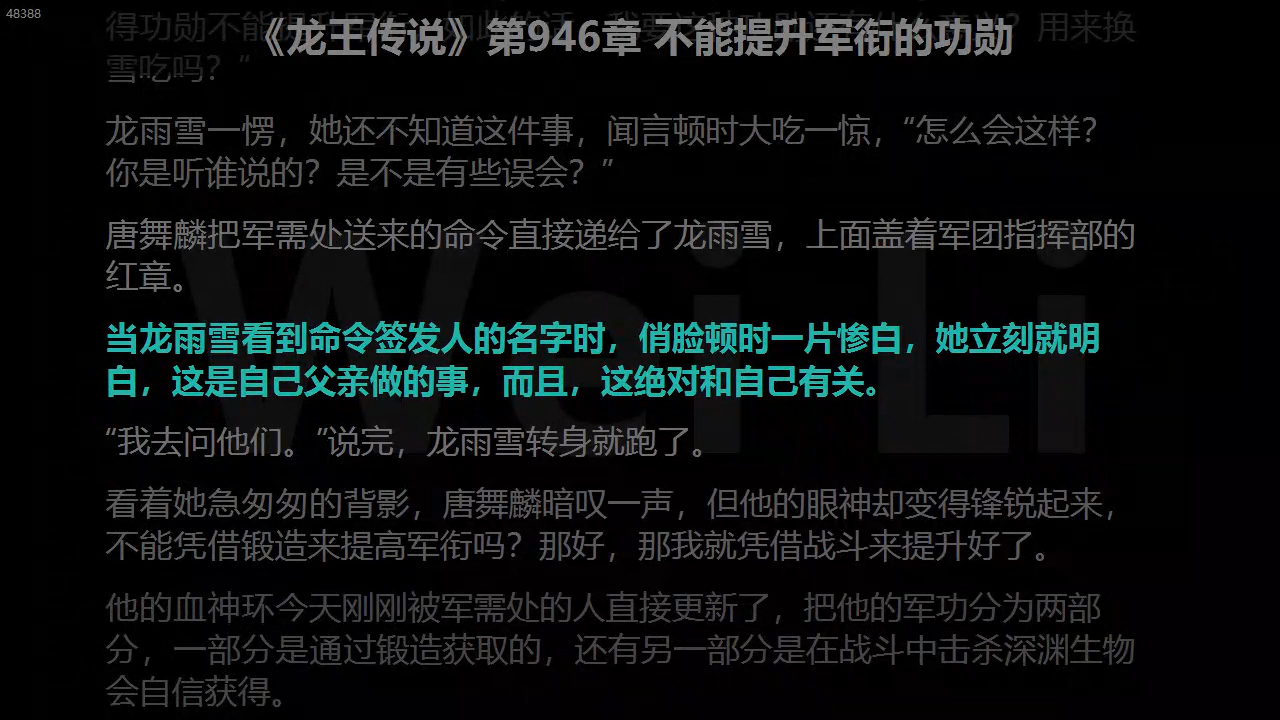 48388
《龙王传说》第946章 不能提升军衔的功勋
用来换
雪吃吗？”
龙雨雪一愣，她还不知道这件事，闻言顿时大吃一惊，“怎么会这样？
你是听谁说的？是不是有些误会？”
唐舞麟把军需处送来的命令直接递给了龙雨雪，上面盖着军团指挥部的
红章。
当龙雨雪看到命令签发人的名字时，俏脸顿时一片惨白，她立刻就明
白，这是自己父亲做的事，而且，这绝对和自己有关。
“我去问他们。”说完，龙雨雪转身就跑了。
看着她急匆匆的背影，唐舞麟暗叹一声，但他的眼神却变得锋锐起来，
不能凭借锻造来提高军衔吗？那好，那我就凭借战斗来提升好了。
他的血神环今天刚刚被军需处的人直接更新了，把他的军功分为两部
分，一部分是通过锻造获取的，还有另一部分是在战斗中击杀深渊生物
会自信获得。
Wei Li